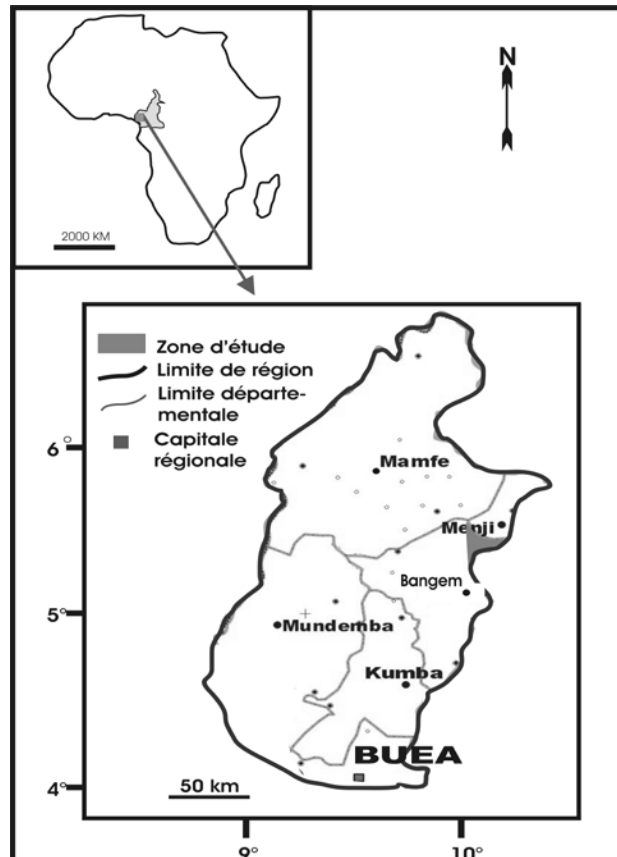 N
2000 KM
Zone d'étude
Limite de région
Limite départe-
mentale
Capitale
régionale
6°
Mamfe
Menji
Bangem
5°
Mundemba
Kumba
BUEA
50 km
4°
9°
10°